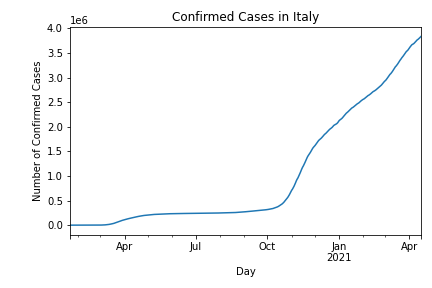 Confirmed Cases in Italy
1e6
4.0
3.5
3.0
2.5
2.0
1.5
1.0
0.5
0.0
Number of Confirmed Cases
Apr Jul Oct Jan Apr
2021
Day